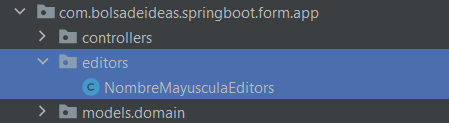 com.bolsadeideas.springboot.form.app
controllers
editors
C NombreMayusculaEditors
models.domain